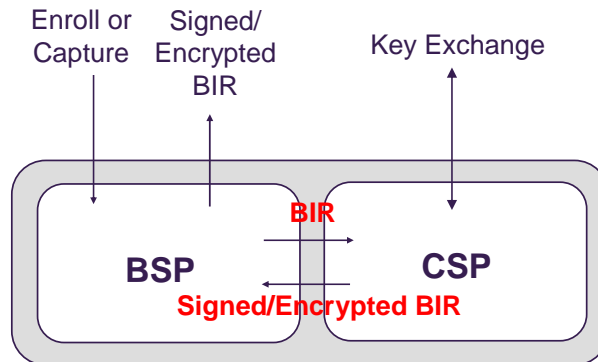 Enroll or
Capture
Signed/
Encrypted
BIR
Key Exchange
BIR
BSP
CSP
Signed/Encrypted BIR